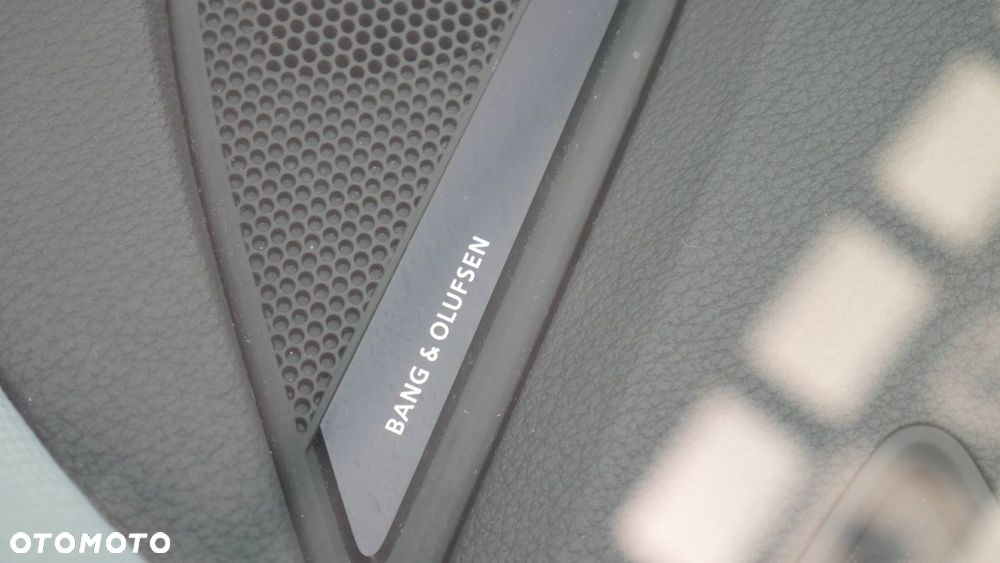 BANG & OLUFSEN
OTOMOTO